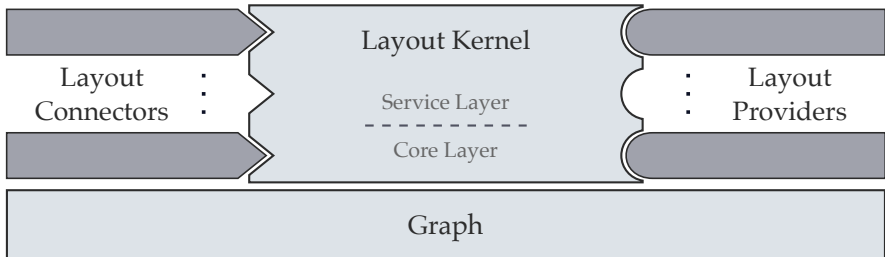 Layout Kernel
Layout
Connectors
Service Layer
Core Layer
Layout
Providers
Graph